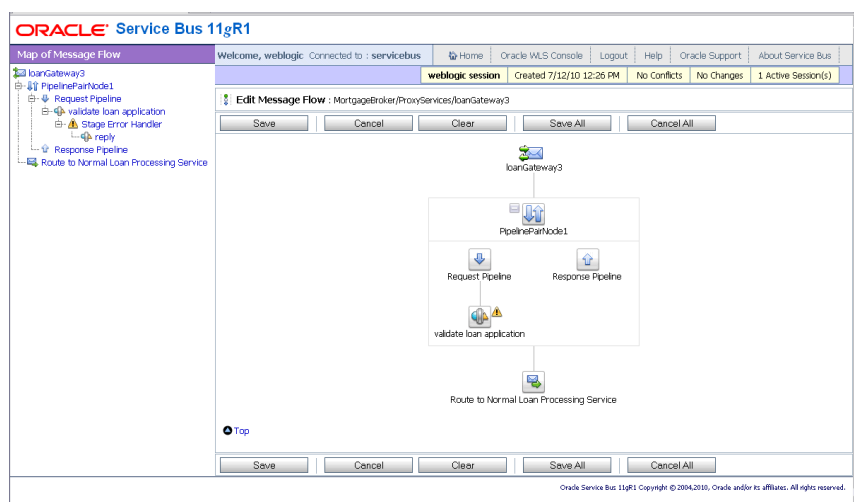 ORACLE® Service Bus 11gR1
Map of Message Flow
Welcome, weblogic Connected to : servicebus Home Oracle WLS Console Logout Help Oracle Support About Service Bus
weblogic session Created 7/12/10 12:26 PM No Conflicts No Changes 1 Active Session(s)
loanGateway3
PipelinePairNode1
Request Pipeline
validate loan application
Stage Error Handler
reply
Response Pipeline
Route to Normal Loan Processing Service
Edit Message Flow : MortgageBroker/ProxyServices/loanGateway3
Save Cancel Clear Save All Cancel All
loanGateway3
PipelinePairNode1
Request Pipeline Response Pipeline
validate loan application
Route to Normal Loan Processing Service
Top
Save Cancel Clear Save All Cancel All
Oracle Service Bus 11gR1 Copyright © 2004,2010, Oracle and/or its affiliates. All rights reserved.